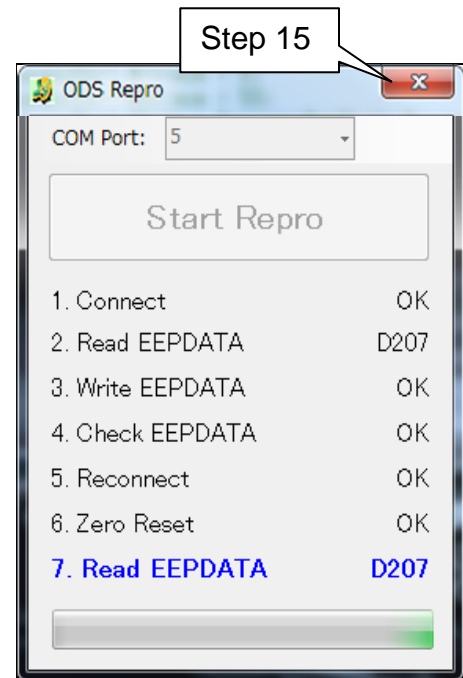 Step 15
ODS Repro
COM Port: 5
Start Repro
1. Connect OK
2. Read EEPDATA D207
3. Write EEPDATA OK
4. Check EEPDATA OK
5. Reconnect OK
6. Zero Reset OK
7. Read EEPDATA D207